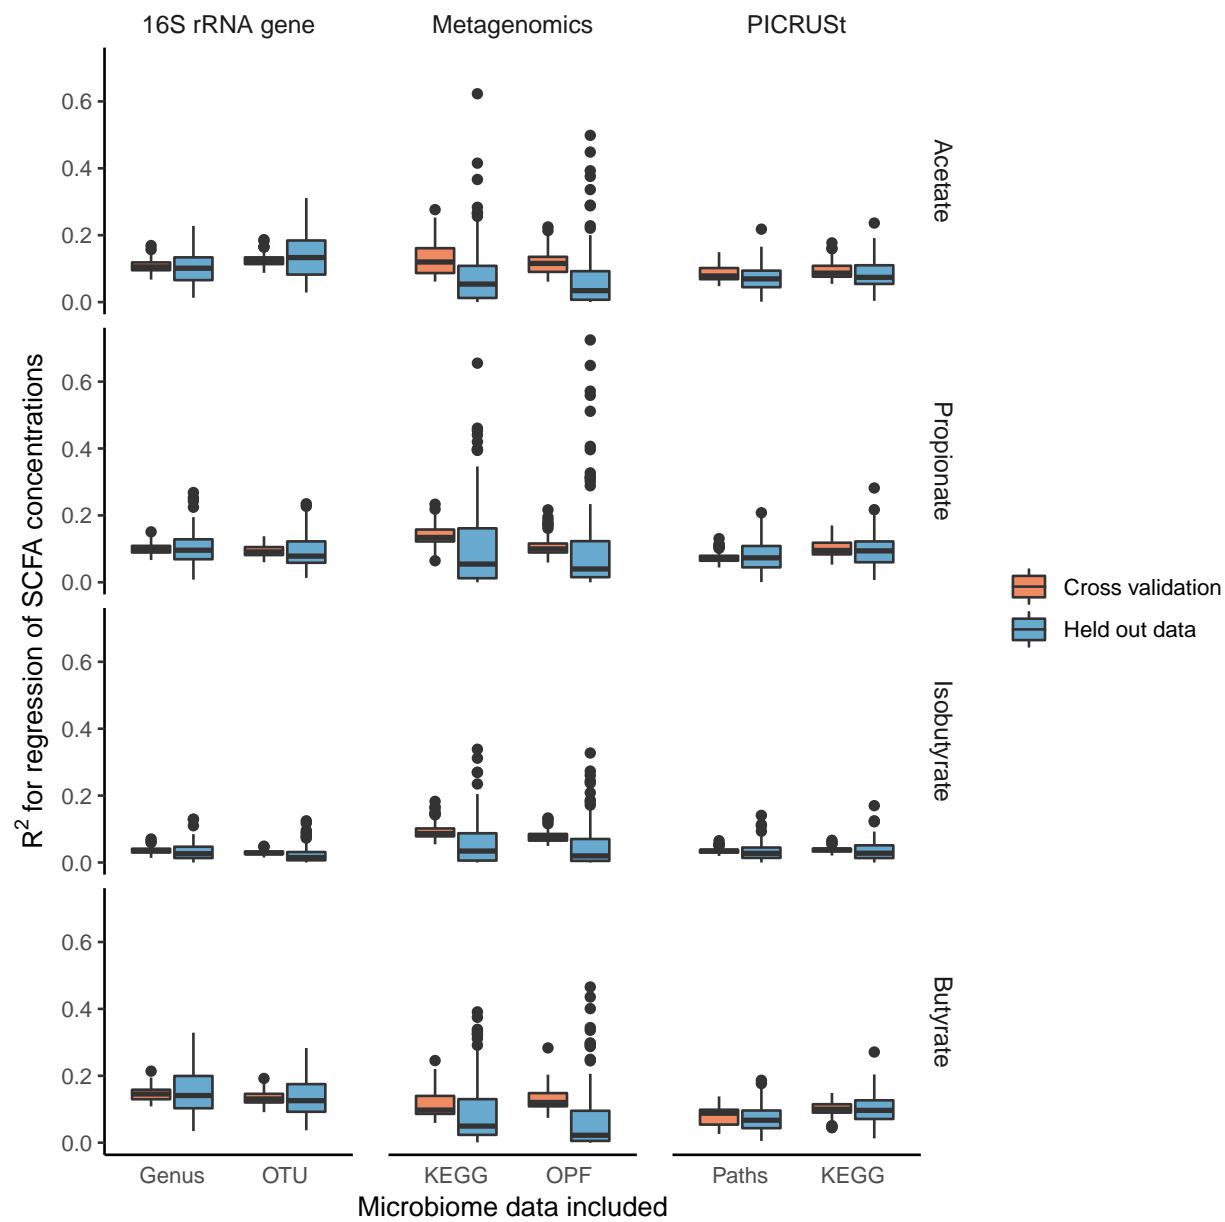 16S rRNA gene
Metagenomics
PICRUSt
R² for regression of SCFA concentrations
0.6
0.4
0.2
0.0
Acetate
0.6
0.4
0.2
0.0
Propionate
0.6
0.4
0.2
0.0
Isobutyrate
0.6
0.4
0.2
0.0
Butyrate
Cross validation
Held out data
Genus
OTU
KEGG
OPF
Paths
KEGG
Microbiome data included